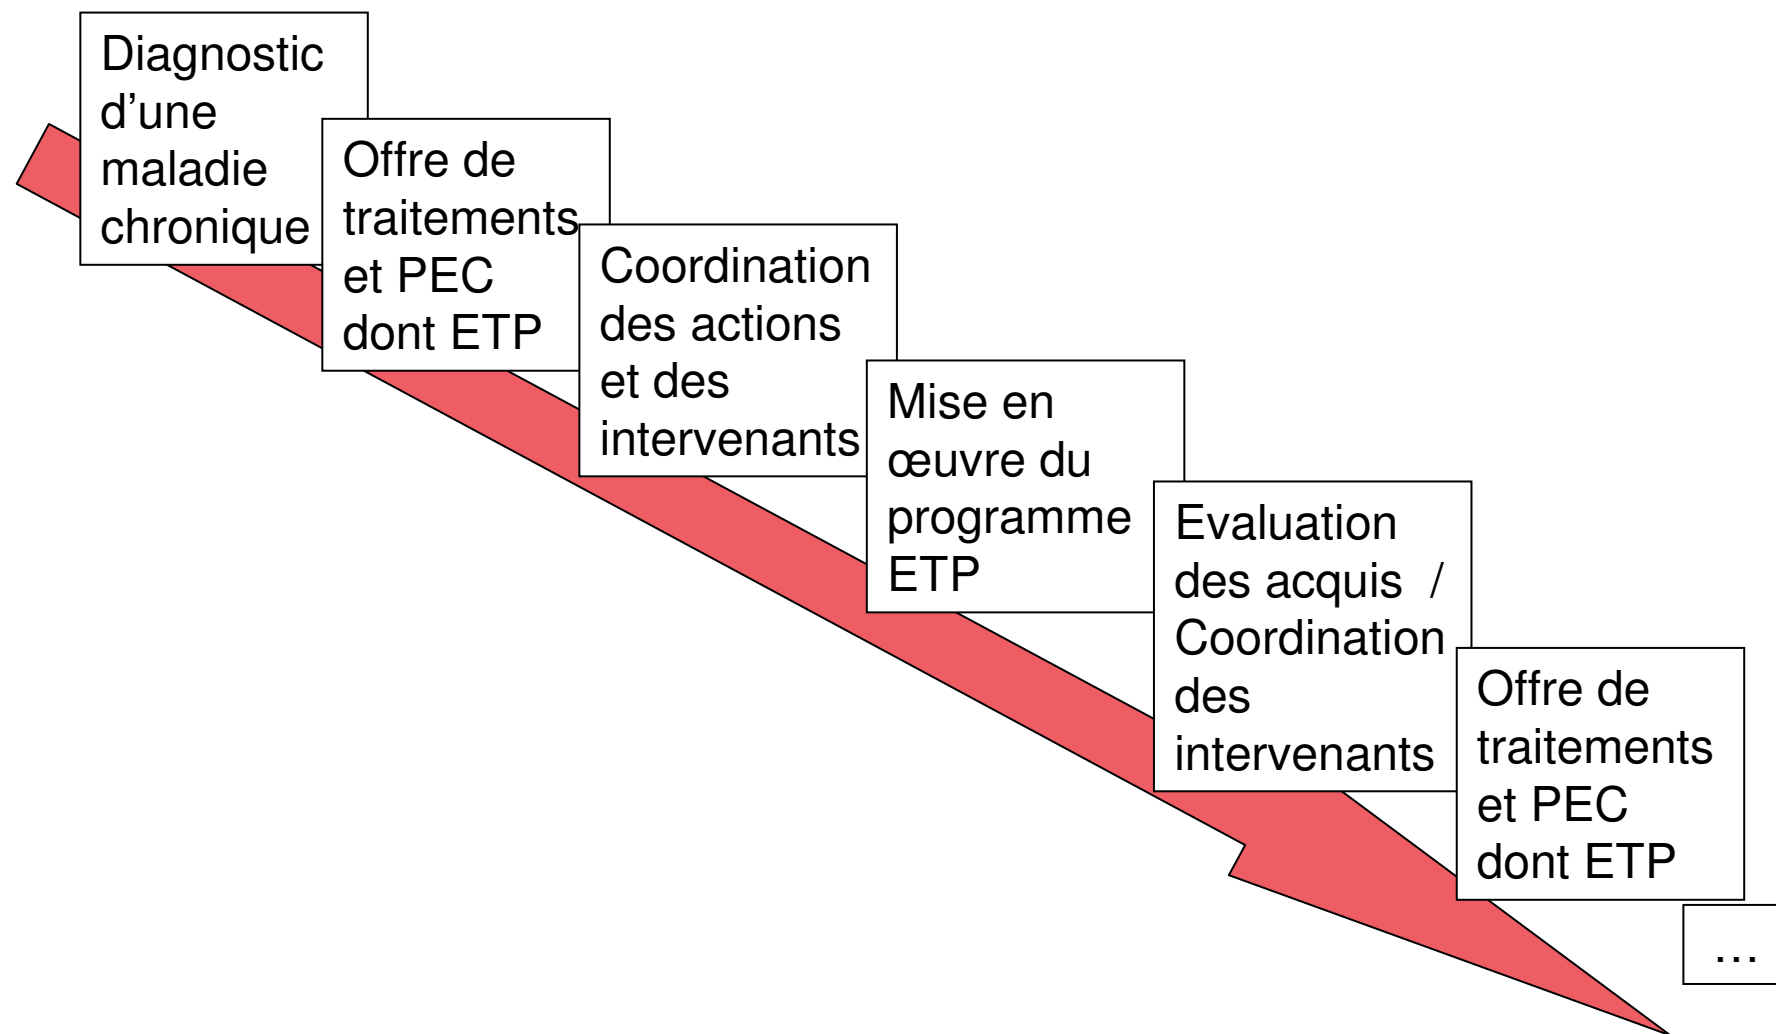 Diagnostic
d’une
maladie
chronique
Offre de
traitements
et PEC
dont ETP
Coordination
des actions
et des
intervenants
Mise en
œuvre du
programme
ETP
Evaluation
des acquis  /
Coordination
des
intervenants
Offre de
traitements
et PEC
dont ETP
…